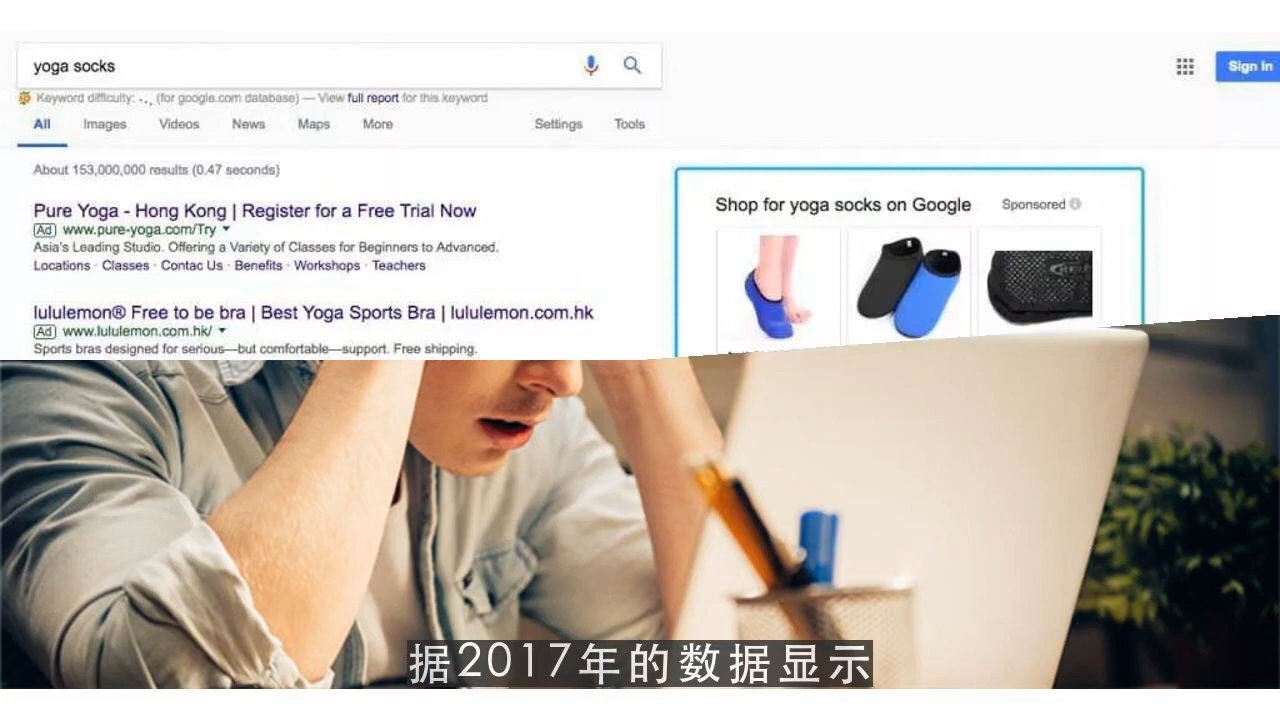 yoga socks
Sign In
Keyword difficulty: (for google.com database) — View full report for this keyword
All Images Videos News Maps More Settings Tools
About 153,000,000 results (0.47 seconds)
Pure Yoga - Hong Kong | Register for a Free Trial Now
Ad www.pure-yoga.com/Try
Asia's Leading Studio. Offering a Variety of Classes for Beginners to Advanced.
Locations · Classes · Contac Us · Benefits · Workshops · Teachers
lululemon® Free to be bra | Best Yoga Sports Bra | lululemon.com.hk
Ad www.lululemon.com.hk/
Sports bras designed for serious—but comfortable—support. Free shipping.
Shop for yoga socks on Google Sponsored
据2017年的数据显示